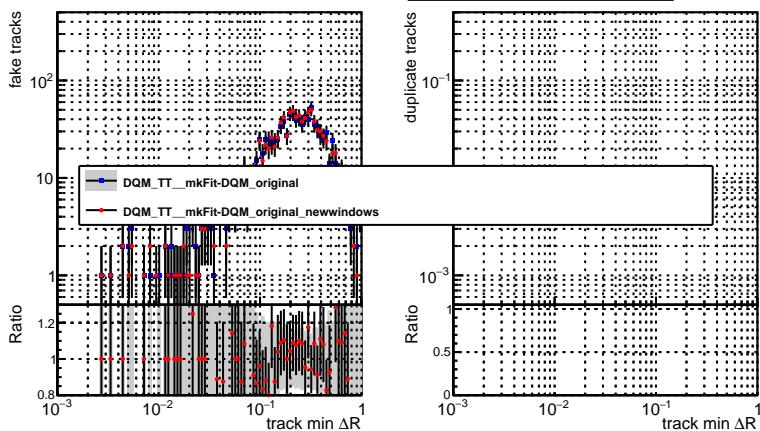 fake tracks
10²
10
1
Ratio
1.2
1
0.8
10⁻³
10⁻²
10⁻¹
1
track min ΔR
duplicate tracks
10⁻¹
10⁻³
Ratio
1
0.5
0
10⁻³
10⁻²
10⁻¹
1
track min ΔR
DQM_TT__mkFit-DQM_original
DQM_TT__mkFit-DQM_original_newwindows